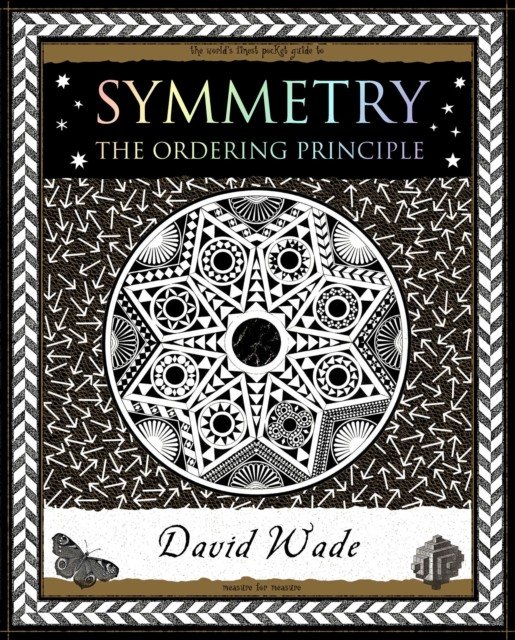 the world's finest pocket guide to
SYMMETRY
THE ORDERING PRINCIPLE
David Wade
measure for measure